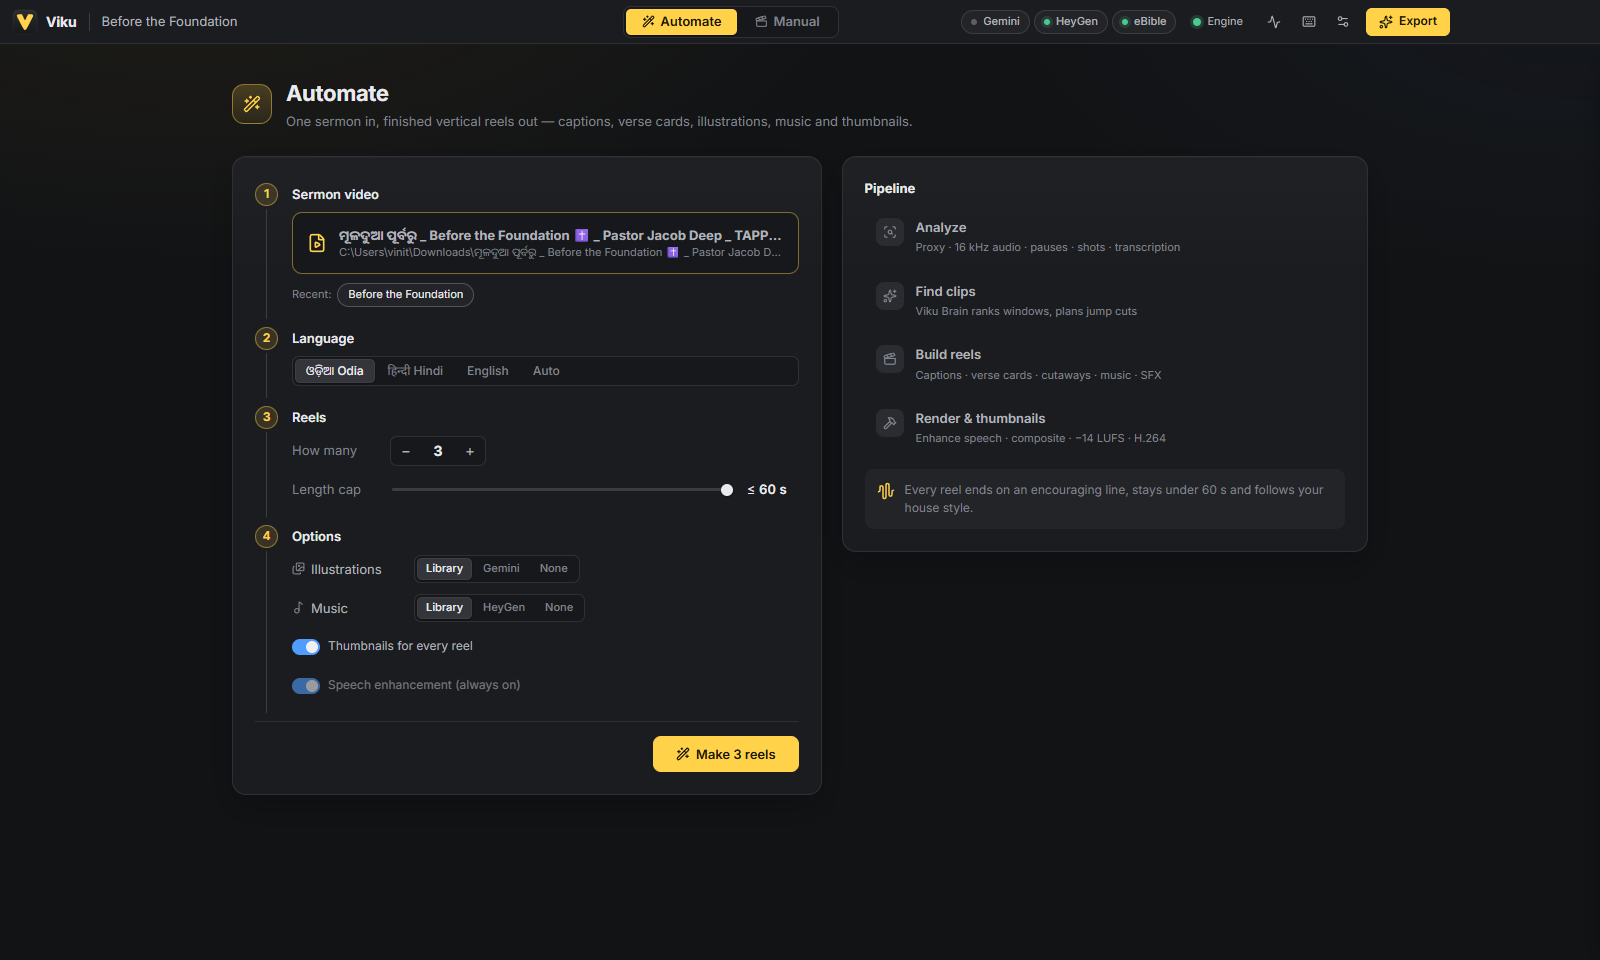 Viku
Before the Foundation
Automate
Manual
Gemini
HeyGen
eBible
Engine
Export
Automate
One sermon in, finished vertical reels out — captions, verse cards, illustrations, music and thumbnails.
1
Sermon video
ମୂଳଦୁଆ ପୂର୍ବରୁ _ Before the Foundation ✝️ _ Pastor Jacob Deep _ TAPP...
C:\Users\vinit\Downloads\ମୂଳଦୁଆ ପୂର୍ବରୁ _ Before the Foundation ✝️ _ Pastor Jacob D...
Recent:
Before the Foundation
2
Language
ଓଡ଼ିଆ Odia
हिन्दी Hindi
English
Auto
3
Reels
How many
− 3 +
Length cap
≤ 60 s
4
Options
Illustrations
Library
Gemini
None
Music
Library
HeyGen
None
Thumbnails for every reel
Speech enhancement (always on)
Make 3 reels
Pipeline
Analyze
Proxy · 16 kHz audio · pauses · shots · transcription
Find clips
Viku Brain ranks windows, plans jump cuts
Build reels
Captions · verse cards · cutaways · music · SFX
Render & thumbnails
Enhance speech · composite · −14 LUFS · H.264
Every reel ends on an encouraging line, stays under 60 s and follows your
house style.